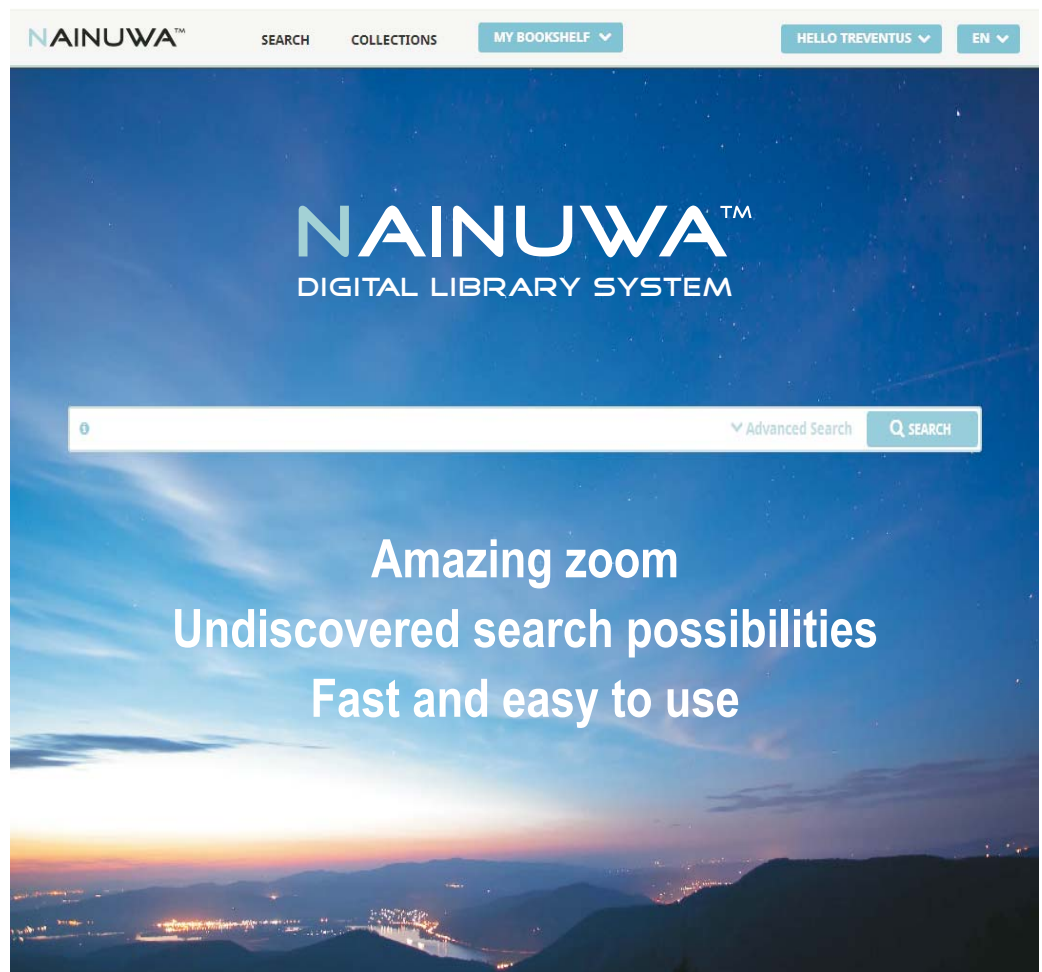 NAINUWA™ SEARCH COLLECTIONS MY BOOKSHELF HELLO TREVENTUS EN
NAINUWA™
DIGITAL LIBRARY SYSTEM
Advanced Search SEARCH
Amazing zoom
Undiscovered search possibilities
Fast and easy to use